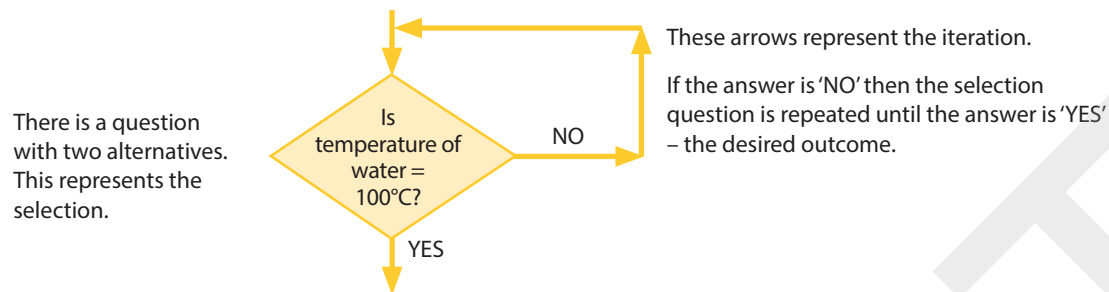 These arrows represent the iteration.
If the answer is ‘NO’ then the selection
question is repeated until the answer is ‘YES’
– the desired outcome.
There is a question
with two alternatives.
This represents the
selection.
Is
temperature of
water =
100°C?
NO
YES